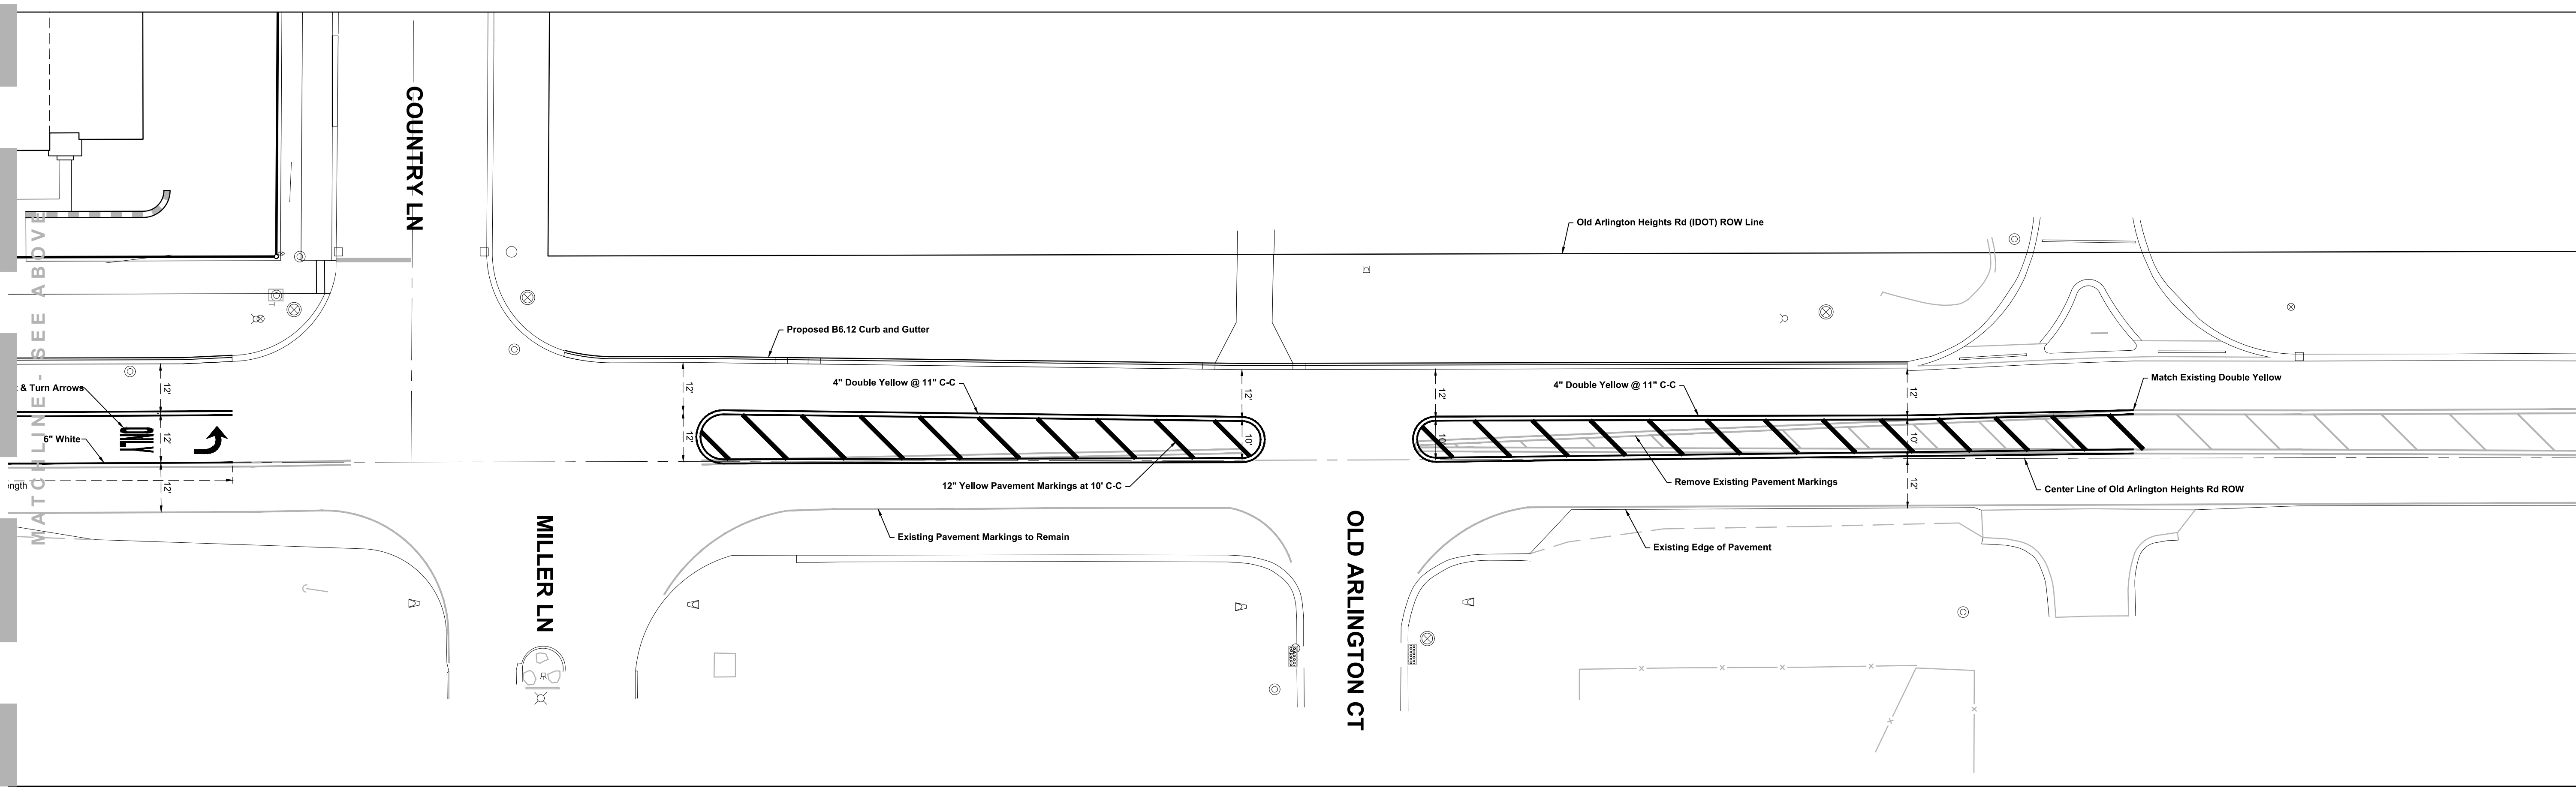 COUNTRY LN
Old Arlington Heights Rd (IDOT) ROW Line
MATCHLINE - SEE ABOVE
T
Proposed B6.12 Curb and Gutter
& Turn Arrows
12'
12'
4" Double Yellow @ 11" C-C
12'
12'
4" Double Yellow @ 11" C-C
12'
Match Existing Double Yellow
6" White
ONLY
12'
12'
10'
10'
10'
ength
12'
12" Yellow Pavement Markings at 10' C-C
Remove Existing Pavement Markings
12'
Center Line of Old Arlington Heights Rd ROW
MILLER LN
Existing Pavement Markings to Remain
OLD ARLINGTON CT
Existing Edge of Pavement